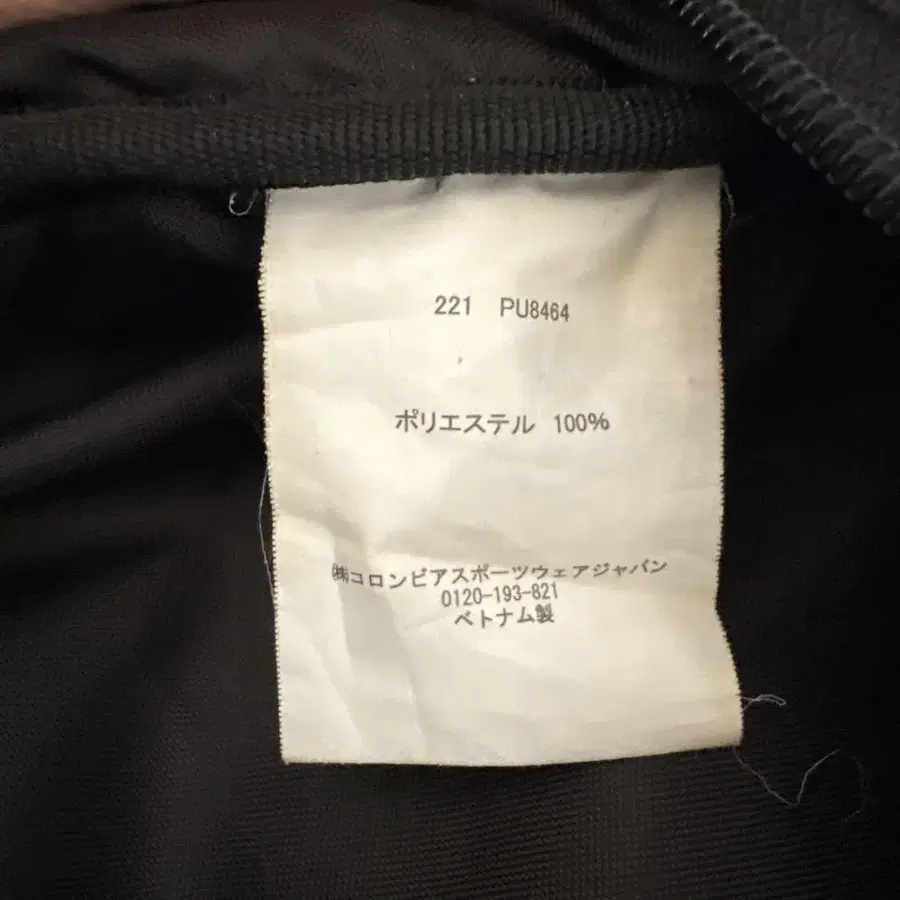 221 PU8464
ポリエステル 100%
㈱コロンビアスポーツウェアジャパン
0120-193-821
ベトナム製